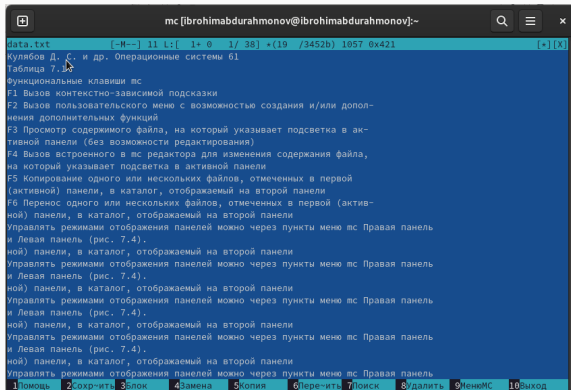 mc [ibrohimabdurahmonov@ibrohimabdurahmonov]:~
data.txt [-M--] 11 L:[ 1+ 0 1/ 38] *(19 /3452b) 1057 0x421 [*][X]
Кулябов Д. С. и др. Операционные системы 61
Таблица 7.1
Функциональные клавиши mc
F1 Вызов контекстно-зависимой подсказки
F2 Вызов пользовательского меню с возможностью создания и/или допол-
нения дополнительных функций
F3 Просмотр содержимого файла, на который указывает подсветка в ак-
тивной панели (без возможности редактирования)
F4 Вызов встроенного в mc редактора для изменения содержания файла,
на который указывает подсветка в активной панели
F5 Копирование одного или нескольких файлов, отмеченных в первой
(активной) панели, в каталог, отображаемый на второй панели
F6 Перенос одного или нескольких файлов, отмеченных в первой (актив-
ной) панели, в каталог, отображаемый на второй панели
Управлять режимами отображения панелей можно через пункты меню mc Правая панель
и Левая панель (рис. 7.4).
ной) панели, в каталог, отображаемый на второй панели
Управлять режимами отображения панелей можно через пункты меню mc Правая панель
и Левая панель (рис. 7.4).
ной) панели, в каталог, отображаемый на второй панели
Управлять режимами отображения панелей можно через пункты меню mc Правая панель
и Левая панель (рис. 7.4).
ной) панели, в каталог, отображаемый на второй панели
Управлять режимами отображения панелей можно через пункты меню mc Правая панель
и Левая панель (рис. 7.4).
ной) панели, в каталог, отображаемый на второй панели
Управлять режимами отображения панелей можно через пункты меню mc Правая панель
1Помощь 2Сохр~ить 3Блок 4Замена 5Копия 6Пере~ить 7Поиск 8Удалить 9МенюMC 10Выход